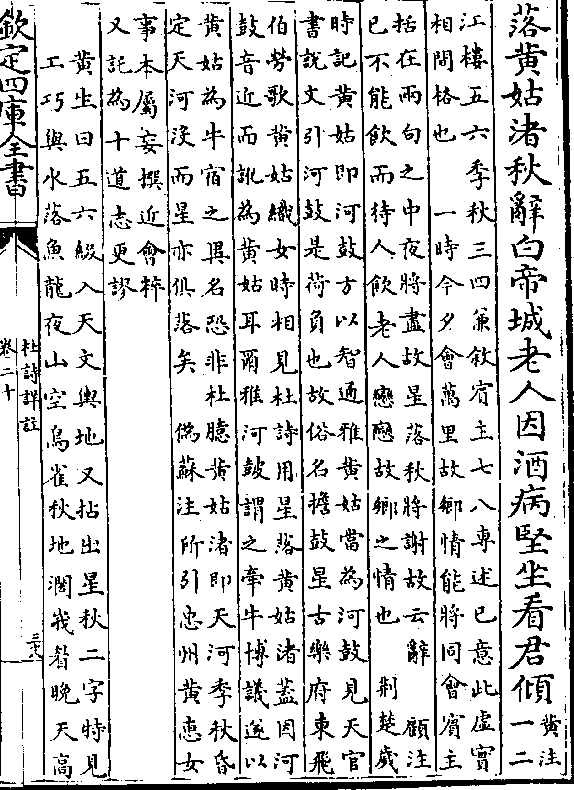 落黄姑渚秋辭白帝城老人因酒病堅坐看君傾
黄注
一二
江樓五六季秋三四兼敘賓主七八專述已意此虛實
相間格也　一時今夕會萬里故鄉情能將同會賓主
括在兩句之中夜將盡故星落秋將謝故云辭　顧注
已不能飲而待人飲老人戀戀故鄉之情也　荆楚歲
時記黄姑即河鼓方以智通雅黄姑當為河鼓見天官
書說文引河鼓是荷負也故俗名擔鼓星古樂府東飛
伯勞歌黄姑織女時相見杜詩用星落黄姑渚蓋因河
鼓音近而訛為黄姑耳爾雅河鼓謂之牽牛博議遂以
黄姑為牛宿之異名恐非杜臆黄姑渚即天河季秋昏
定天河沒而星亦俱落矣　偽蘇注所引忠州黄惠女
事本屬妄撰近會稡
又託為十道志更謬
黄生曰五六綴入天文輿地又拈出星秋二字特見
工巧與水落魚龍夜山空鳥雀秋地濶峩眉晚天高
欽定四庫全書
杜詩詳註
卷二十